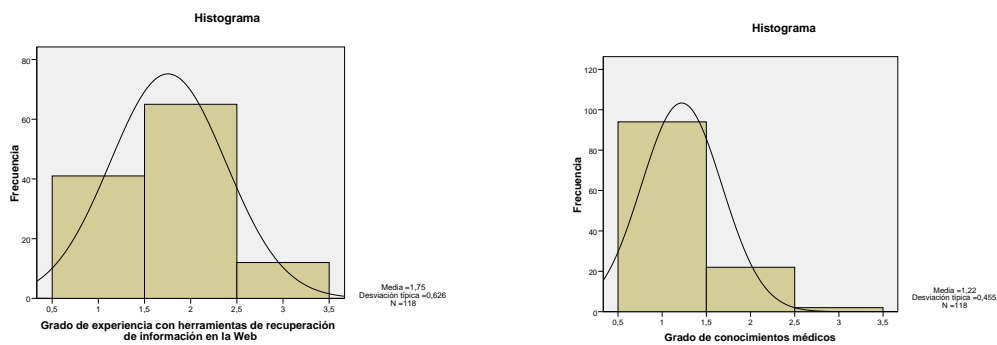 Histograma
80
60
40
20
0
Frecuencia
0,5 1 1,5 2 2,5 3 3,5
Grado de experiencia con herramientas de recuperación
de información en la Web
Media =1,75
Desviación típica =0,626
N =118
Histograma
120
100
80
60
40
20
0
Frecuencia
0,5 1 1,5 2 2,5 3 3,5
Grado de conocimientos médicos
Media =1,22
Desviación típica =0,455
N =118